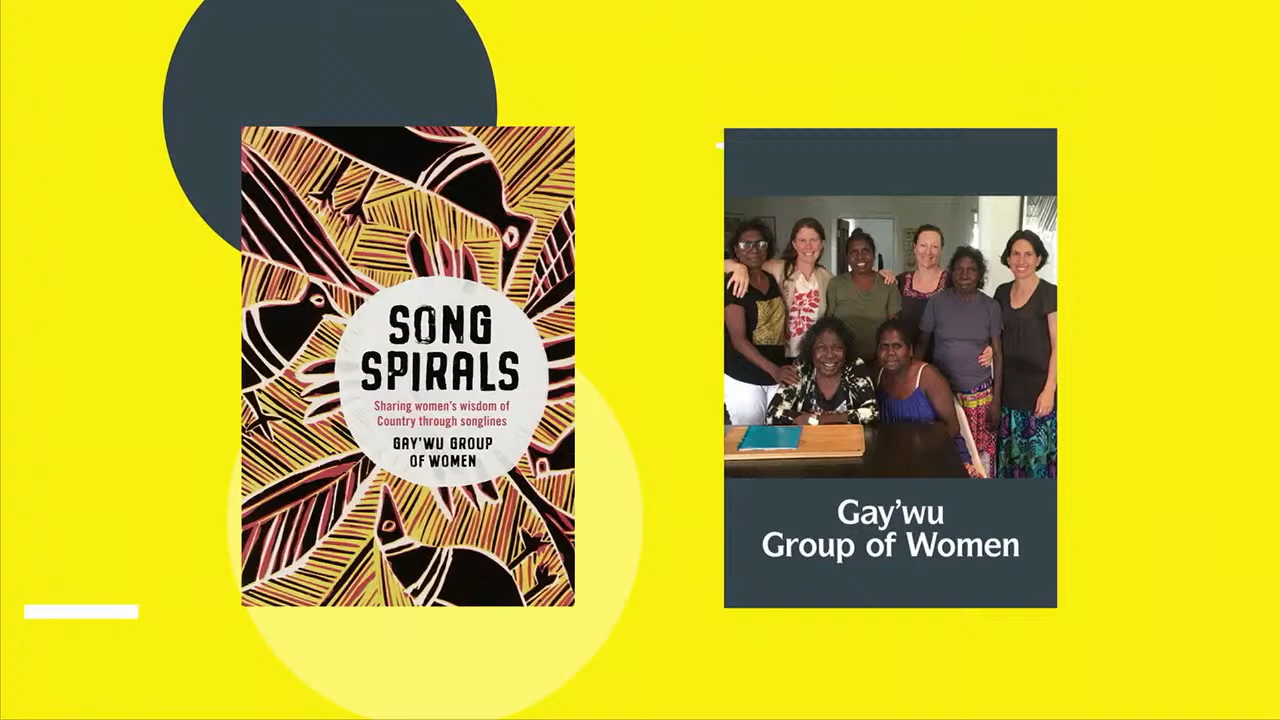 SONG
SPIRALS
Sharing women's wisdom of
Country through songlines
GAY'WU GROUP
OF WOMEN
Gay'wu
Group of Women